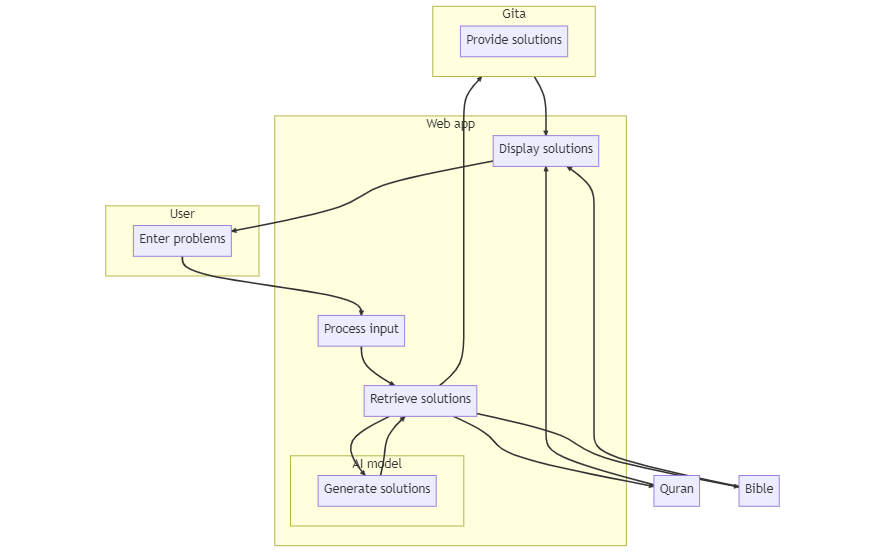 Gita
Provide solutions
Web app
Display solutions
User
Enter problems
Process input
Retrieve solutions
AI model
Generate solutions
Quran
Bible